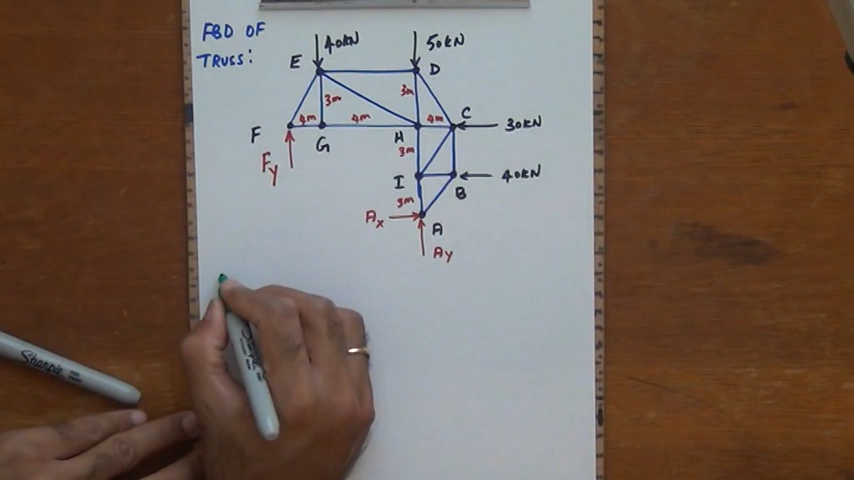 FBD OF
TRUSS:
40kN
50kN
E
D
3m
3m
4m
4m
4m
C
30kN
F
G
H
Fy
3m
I
B
40kN
3m
Ax
A
Ay
Sharpie